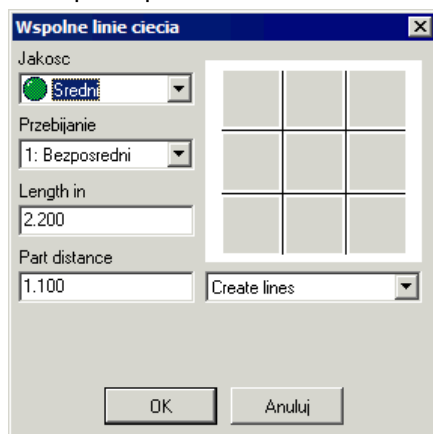 Wspolne linie ciecia
Jakosc
Sredni
Przebijanie
1: Bezposredni
Length in
2.200
Part distance
1.100
Create lines
OK
Anuluj